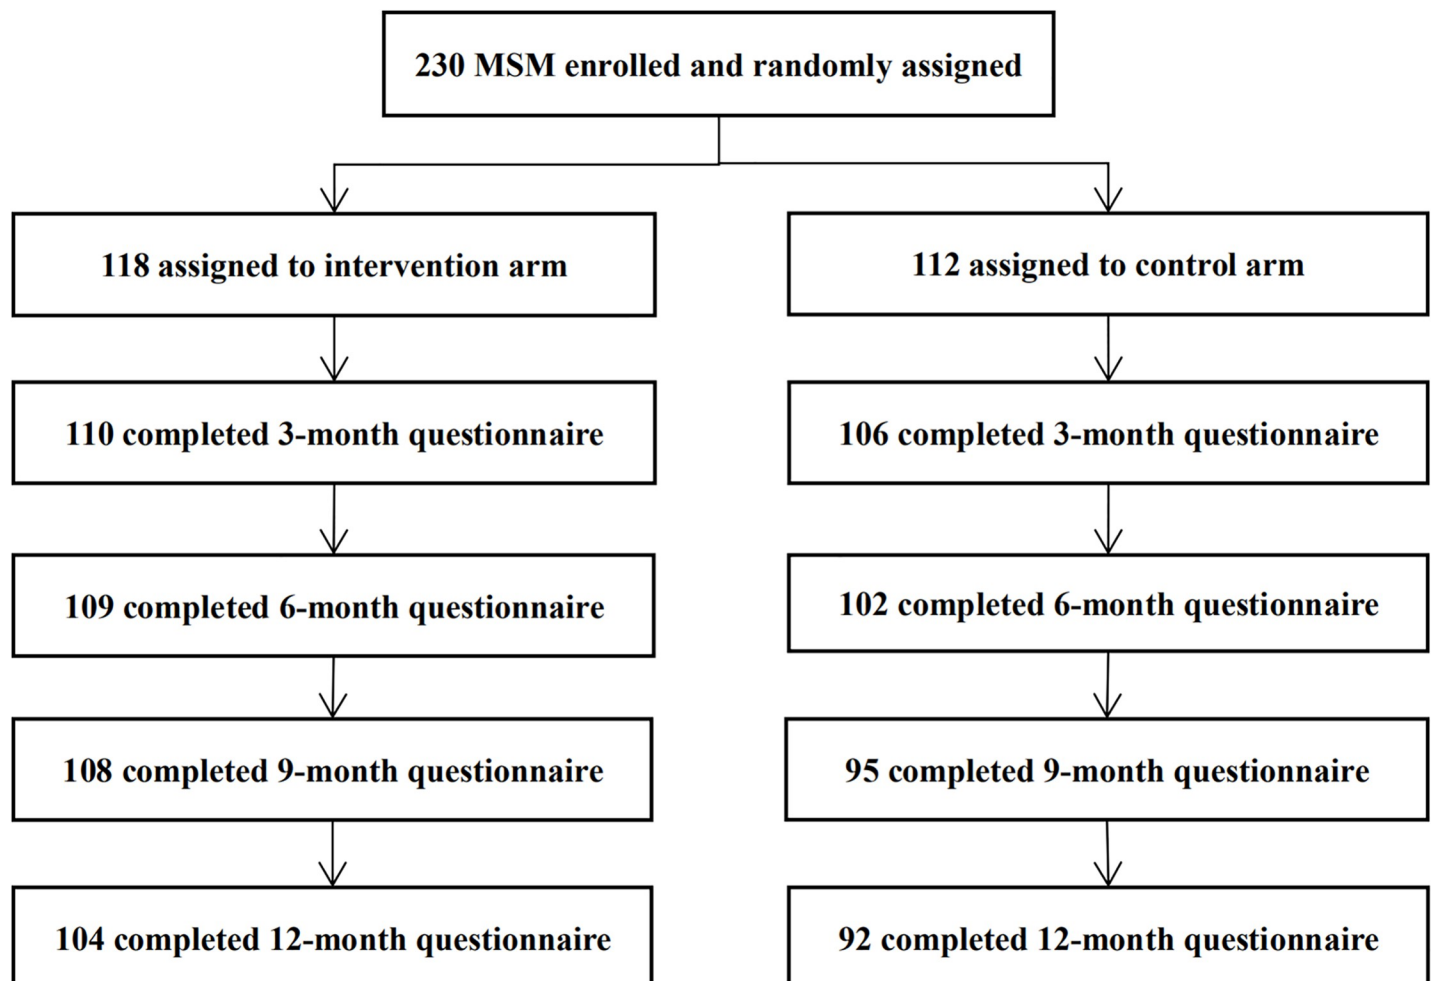 230 MSM enrolled and randomly assigned
118 assigned to intervention arm
112 assigned to control arm
110 completed 3-month questionnaire
106 completed 3-month questionnaire
109 completed 6-month questionnaire
102 completed 6-month questionnaire
108 completed 9-month questionnaire
95 completed 9-month questionnaire
104 completed 12-month questionnaire
92 completed 12-month questionnaire